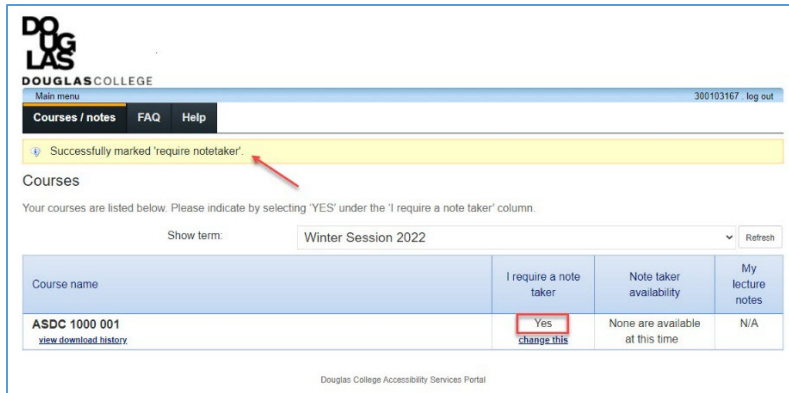 DO
UG
LAS
DOUGLASCOLLEGE
Main menu 300103167 . log out
Courses / notes FAQ Help
Successfully marked 'require notetaker'.
Courses
Your courses are listed below. Please indicate by selecting 'YES' under the 'I require a note taker' column.
Show term: Winter Session 2022 Refresh
Course name I require a note taker Note taker availability My lecture notes
ASDC 1000 001 Yes None are available at this time N/A
view download history change this
Douglas College Accessibility Services Portal